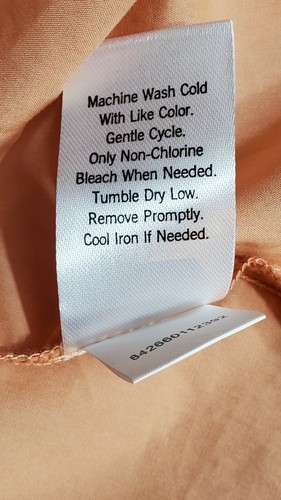 Machine Wash Cold
With Like Color.
Gentle Cycle.
Only Non-Chlorine
Bleach When Needed.
Tumble Dry Low.
Remove Promptly.
Cool Iron If Needed.
842660112392